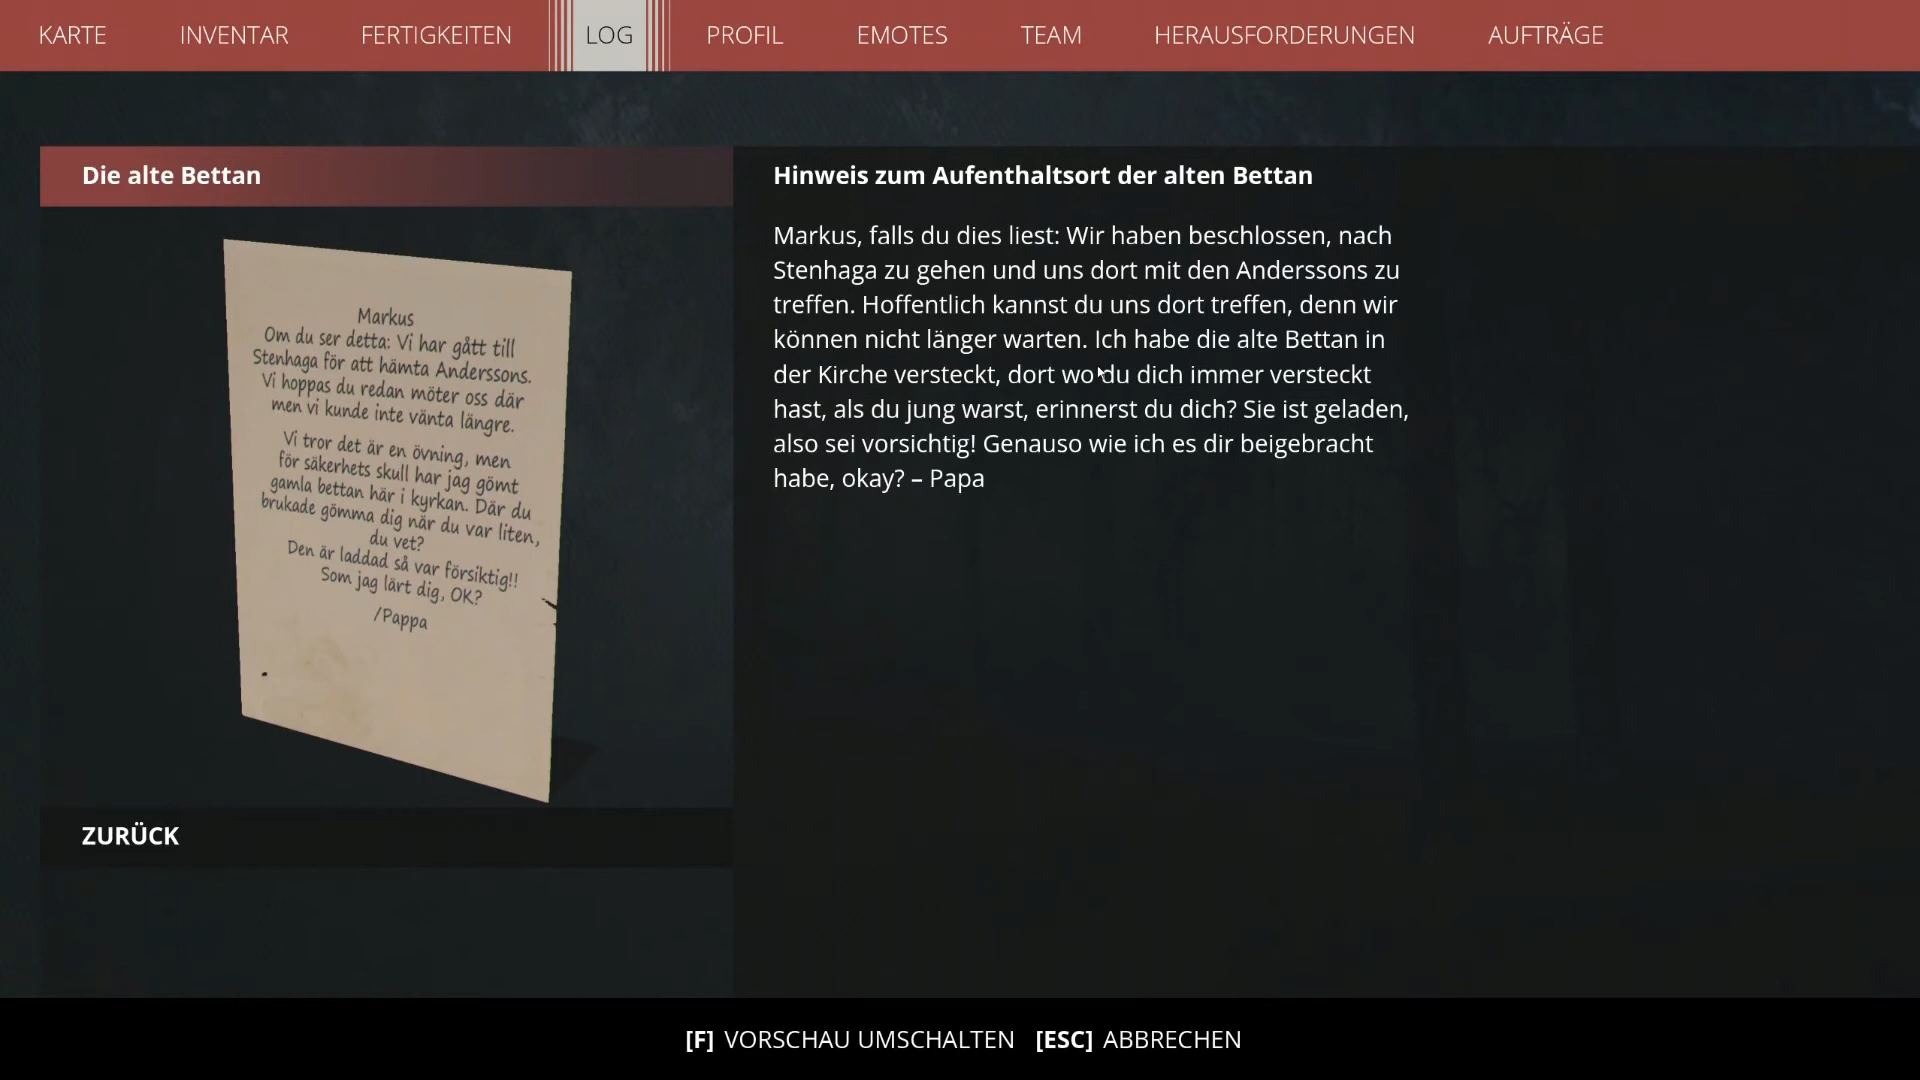 KARTE INVENTAR FERTIGKEITEN LOG PROFIL EMOTES TEAM HERAUSFORDERUNGEN AUFTRÄGE
Die alte Bettan
Markus
Om du ser detta: Vi har gått till
Stenhaga för att hämta Anderssons.
Vi hoppas du redan möter oss där
men vi kunde inte vänta längre.
Vi tror det är en övning, men
för säkerhets skull har jag gömt
gamla bettan här i kyrkan. Där du
brukade gömma dig när du var liten,
du vet?
Den är laddad så var försiktig!!
Som jag lärt dig, OK?
/Pappa
ZURÜCK
Hinweis zum Aufenthaltsort der alten Bettan
Markus, falls du dies liest: Wir haben beschlossen, nach
Stenhaga zu gehen und uns dort mit den Anderssons zu
treffen. Hoffentlich kannst du uns dort treffen, denn wir
können nicht länger warten. Ich habe die alte Bettan in
der Kirche versteckt, dort wo du dich immer versteckt
hast, als du jung warst, erinnerst du dich? Sie ist geladen,
also sei vorsichtig! Genauso wie ich es dir beigebracht
habe, okay? – Papa
[F] VORSCHAU UMSCHALTEN [ESC] ABBRECHEN